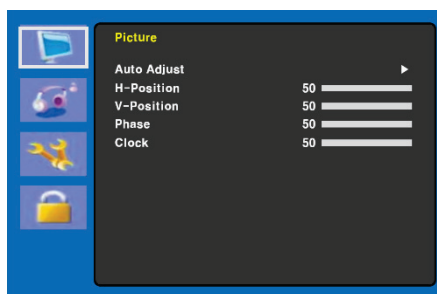 Picture
Auto Adjust
H-Position 50
V-Position 50
Phase 50
Clock 50